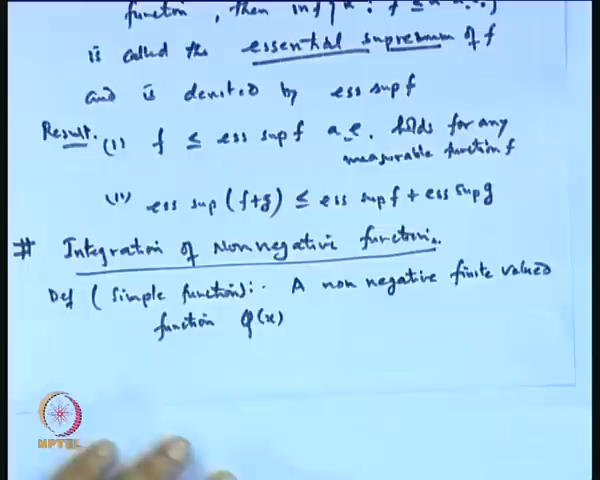 function, then inf { α : f ≤ α a.e. }
is called the essential supremum of f
and is denoted by ess sup f
Result. (i) f ≤ ess sup f a.e. holds for any
measurable function f
(ii) ess sup (f+g) ≤ ess sup f + ess sup g
# Integration of Nonnegative functions.
Def (Simple function):. A non negative finite valued
function φ(x)
NPTEL